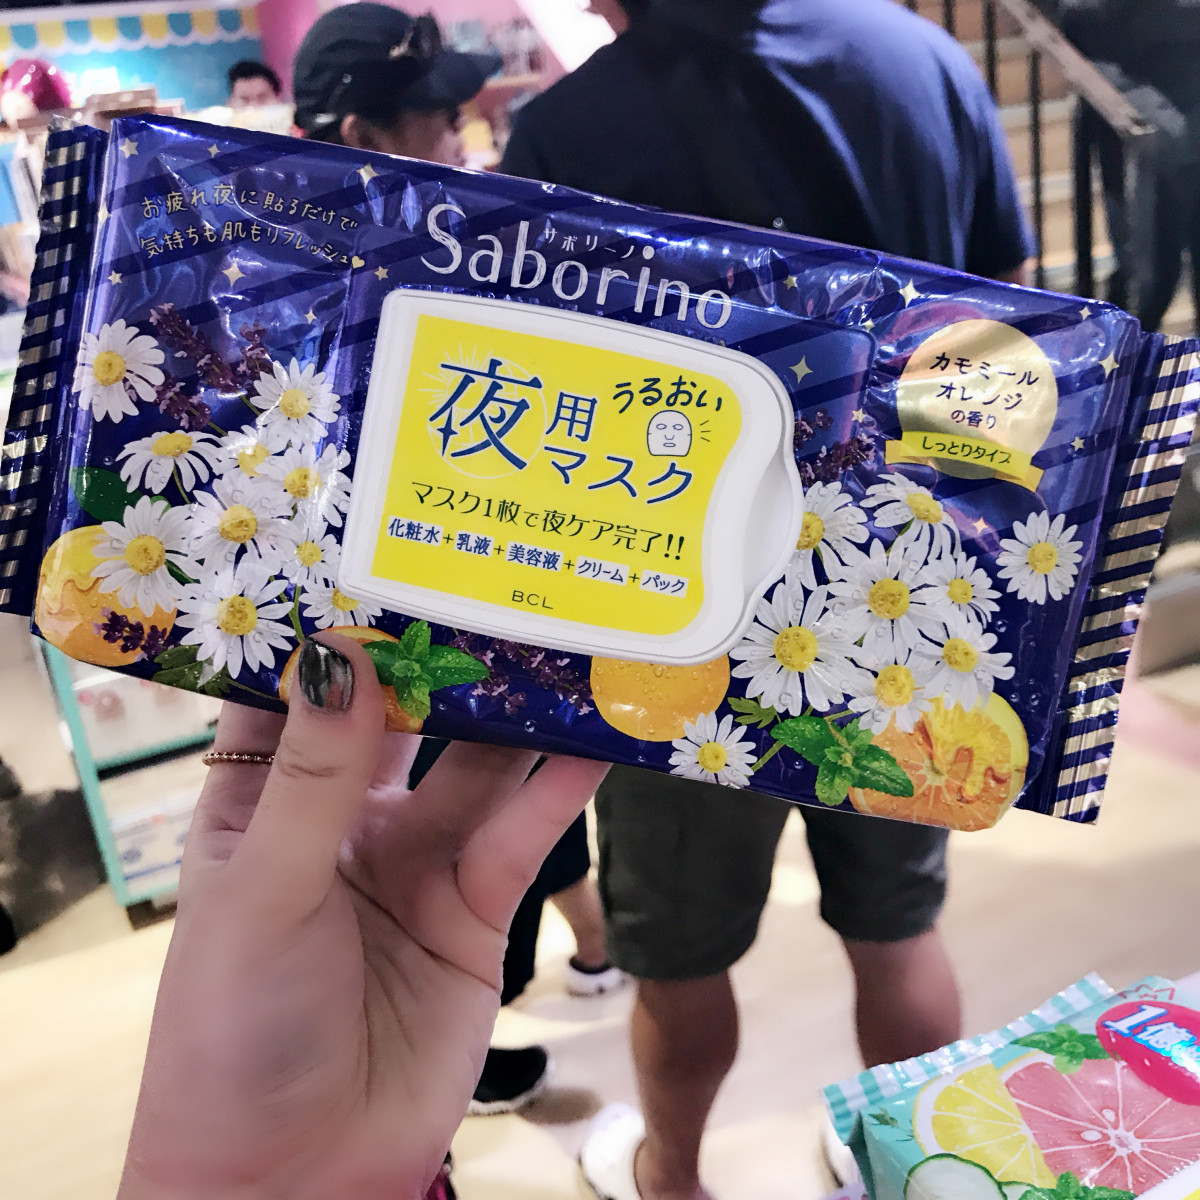 お疲れ夜に貼るだけで
気持ちも肌もリフレッシュ♥
サボリーノ
Saborino
夜用マスク
うるおい
マスク1枚で夜ケア完了!!
化粧水+乳液+美容液+クリーム+パック
BCL
カモミール
オレンジ
の香り
しっとりタイプ
1億